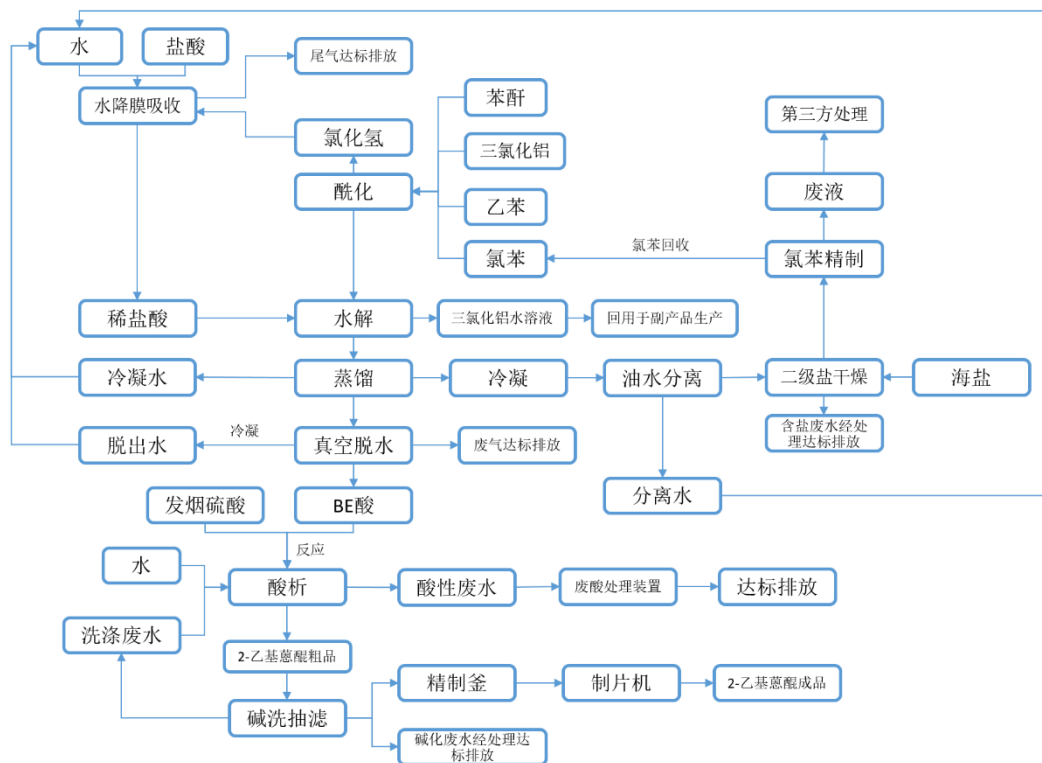 水
盐酸
尾气达标排放
水降膜吸收
苯酐
第三方处理
氯化氢
三氯化铝
酰化
废液
乙苯
氯苯回收
氯苯
氯苯精制
稀盐酸
水解
三氯化铝水溶液
回用于副产品生产
冷凝水
蒸馏
冷凝
油水分离
二级盐干燥
海盐
含盐废水经处
理达标排放
脱出水
冷凝
真空脱水
废气达标排放
分离水
发烟硫酸
BE酸
反应
水
酸析
酸性废水
废酸处理装置
达标排放
洗涤废水
2-乙基蒽醌粗品
精制釜
制片机
2-乙基蒽醌成品
碱洗抽滤
碱化废水经处理达
标排放